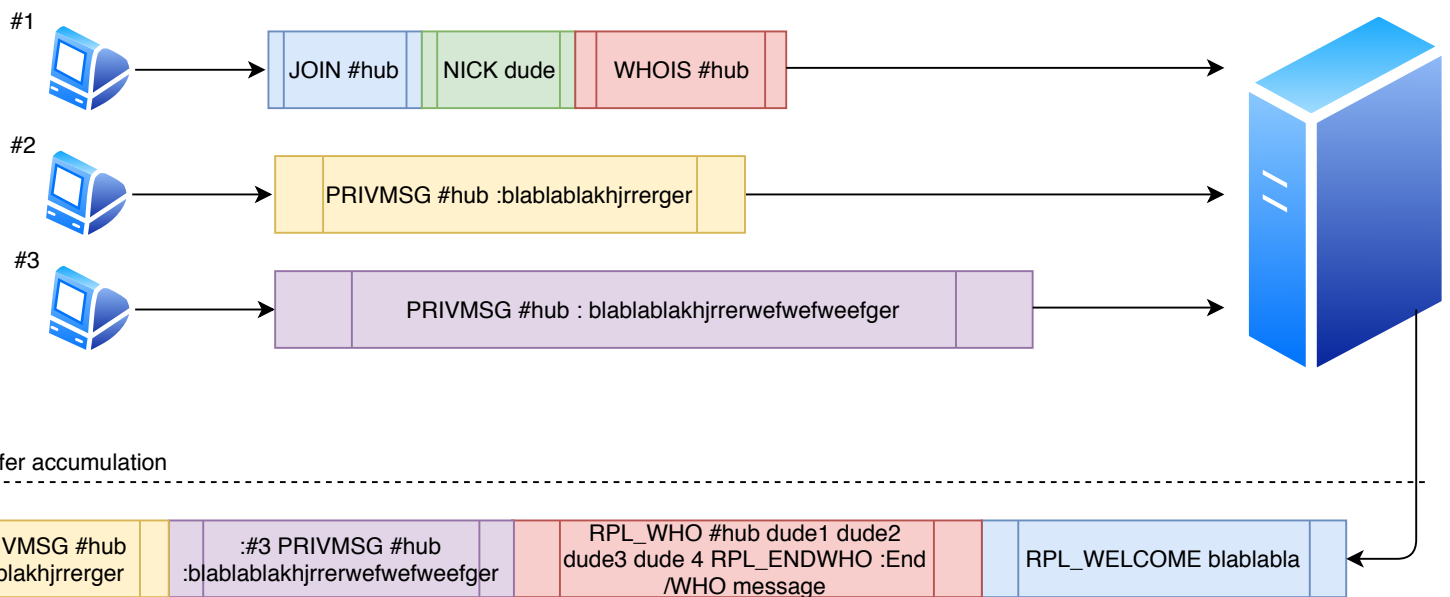 #1
JOIN #hub
NICK dude
WHOIS #hub
#2
PRIVMSG #hub :blablablakhjrrerger
#3
PRIVMSG #hub : blablablakhjrrerwefwefweefger
fer accumulation
VMSG #hub
lakhjrrerger
:#3 PRIVMSG #hub
:blablablakhjrrerwefwefweefger
RPL_WHO #hub dude1 dude2
dude3 dude 4 RPL_ENDWHO :End
/WHO message
RPL_WELCOME blablabla